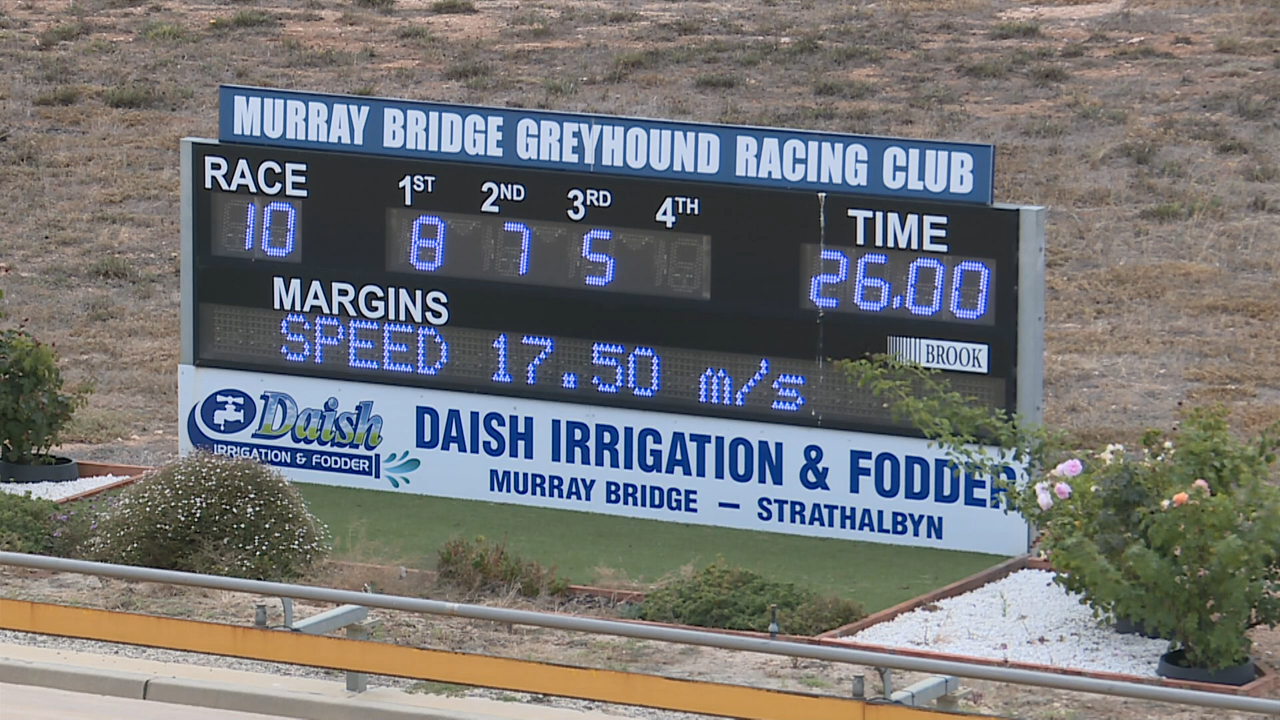 MURRAY BRIDGE GREYHOUND RACING CLUB
RACE 1ST 2ND 3RD 4TH TIME
10 8 7 5 26.00
MARGINS
SPEED 17.50 m/s
BROOK
Daish
IRRIGATION & FODDER
DAISH IRRIGATION & FODDER
MURRAY BRIDGE – STRATHALBYN